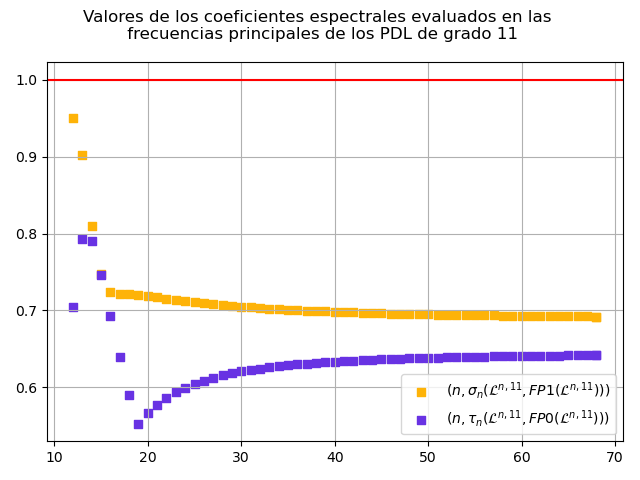 Valores de los coeficientes espectrales evaluados en las
frecuencias principales de los PDL de grado 11
1.0
0.9
0.8
0.7
0.6
10 20 30 40 50 60 70
(n, σₙ(ℒⁿ,¹¹, FP1(ℒⁿ,¹¹)))
(n, τₙ(ℒⁿ,¹¹, FP0(ℒⁿ,¹¹)))